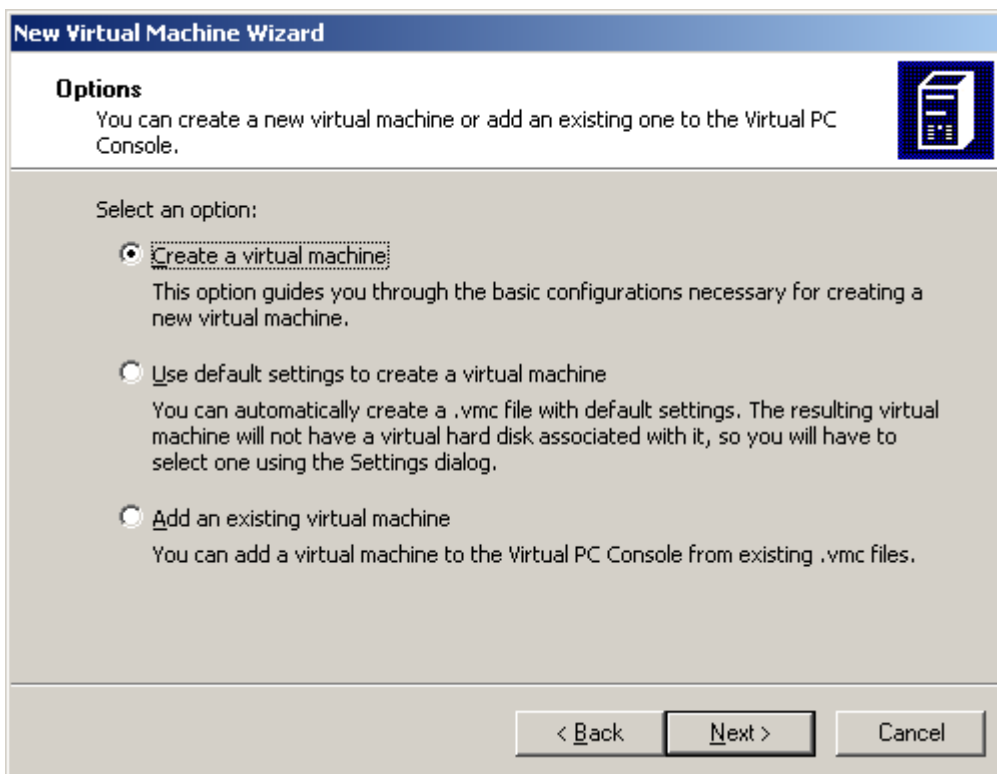 New Virtual Machine Wizard
Options
You can create a new virtual machine or add an existing one to the Virtual PC
Console.
Select an option:
Create a virtual machine
This option guides you through the basic configurations necessary for creating a
new virtual machine.
Use default settings to create a virtual machine
You can automatically create a .vmc file with default settings. The resulting virtual
machine will not have a virtual hard disk associated with it, so you will have to
select one using the Settings dialog.
Add an existing virtual machine
You can add a virtual machine to the Virtual PC Console from existing .vmc files.
< Back Next > Cancel